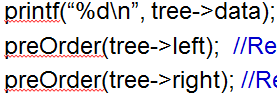 printf(“%d\n”, tree->data);
preOrder(tree->left);  //Re
preOrder(tree->right); //Re